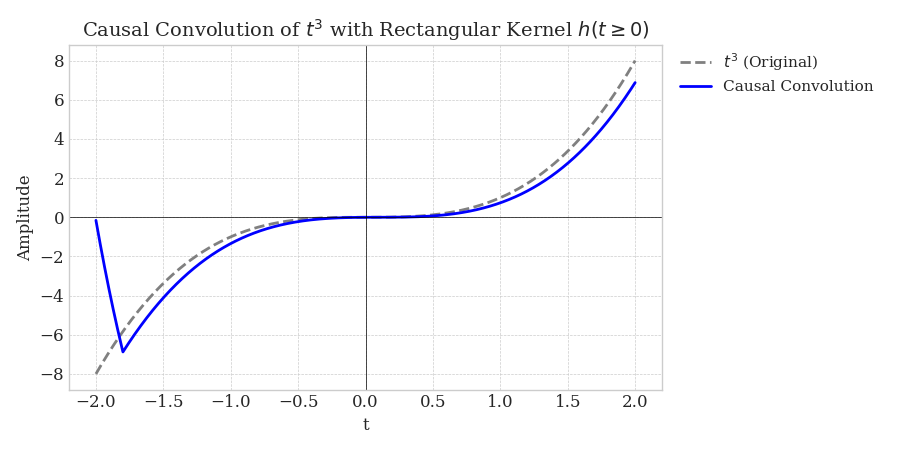 Causal Convolution of t³ with Rectangular Kernel h(t ≥ 0)
t³ (Original)
Causal Convolution
Amplitude
8
6
4
2
0
−2
−4
−6
−8
−2.0 −1.5 −1.0 −0.5 0.0 0.5 1.0 1.5 2.0
t